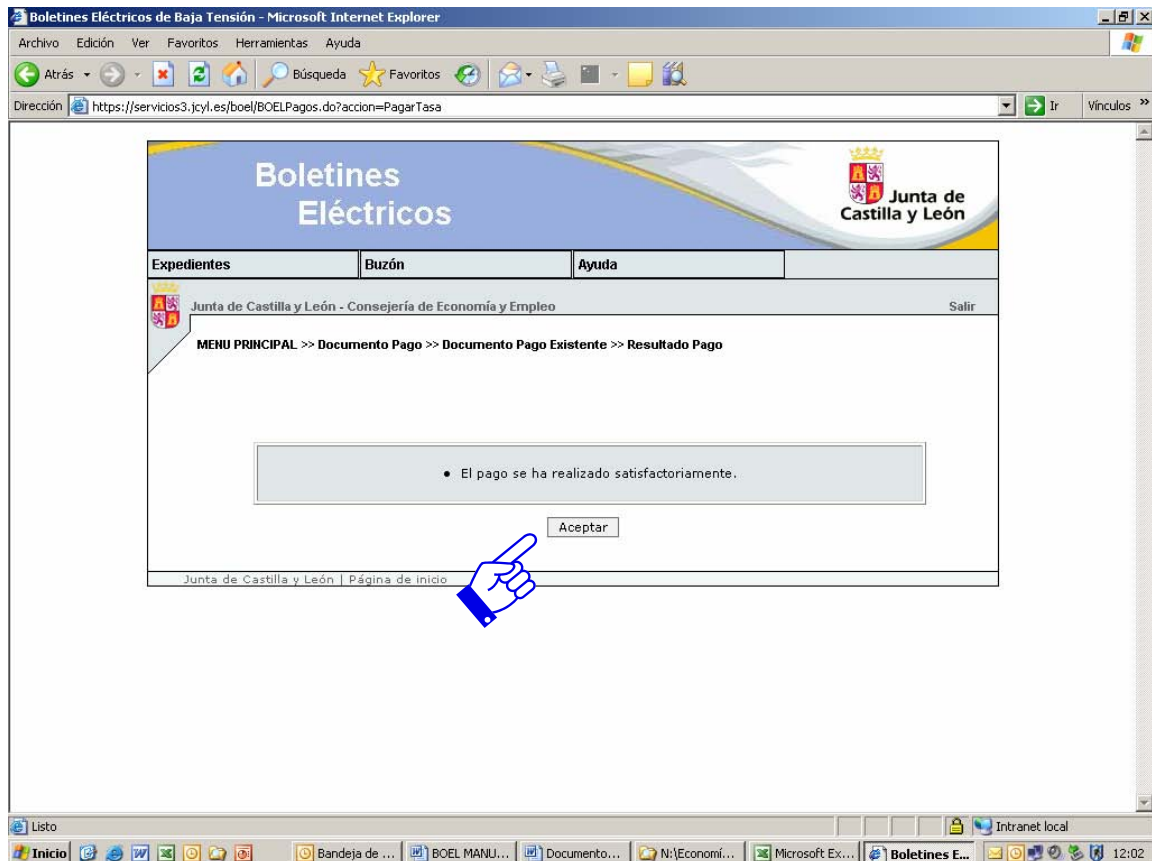 Boletines Eléctricos de Baja Tensión - Microsoft Internet Explorer
Archivo Edición Ver Favoritos Herramientas Ayuda
Atrás Búsqueda Favoritos
Dirección https://servicios3.jcyl.es/boel/BOELPagos.do?accion=PagarTasa Ir Vínculos »
Boletines
Eléctricos
Junta de
Castilla y León
Expedientes Buzón Ayuda
Junta de Castilla y León - Consejería de Economía y Empleo Salir
MENU PRINCIPAL >> Documento Pago >> Documento Pago Existente >> Resultado Pago
• El pago se ha realizado satisfactoriamente.
Aceptar
Junta de Castilla y León | Página de inicio
Listo Intranet local
Inicio Bandeja de ... BOEL MANU... Documento... N:\Economí... Microsoft Ex... Boletines E... 12:02